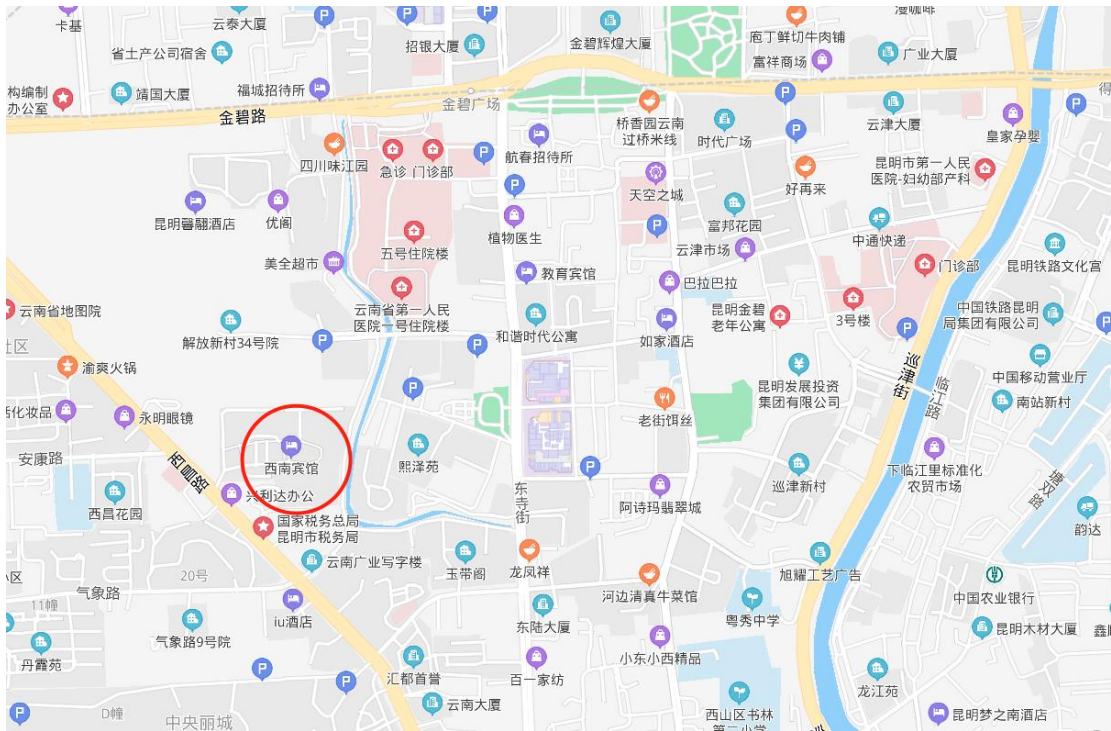 卡基
云泰大厦
招银大厦
金碧辉煌大厦
庖丁鲜切牛肉铺
漫咖啡
省土产公司宿舍
富祥商场
广业大厦
构编制
办公室
靖国大厦
福城招待所
金碧广场
金碧路
桥香园云南
过桥米线
时代广场
云津大厦
得
皇家孕婴
四川味江园
急诊
门诊部
航春招待所
天空之城
好再来
昆明市第一人民
医院-妇幼部产科
昆明馨翮酒店
优阁
植物医生
富邦花园
中通快递
云津市场
五号住院楼
美全超市
教育宾馆
巴拉巴拉
门诊部
昆明铁路文化宫
云南省地图院
云南省第一人民
医院一号住院楼
解放新村34号院
和谐时代公寓
如家酒店
昆明金碧
老年公寓
3号楼
中国铁路昆明
局集团有限公司
社区
渝爽火锅
巡津街
临江路
中国移动营业厅
昆明发展投资
集团有限公司
南站新村
活化妆品
永明眼镜
老街饵丝
安康路
西昌路
西南宾馆
熙泽苑
巡津新村
下临江里标准化
农贸市场
塘双路
西昌花园
兴利达办公
东寺街
阿诗玛翡翠城
韵达
国家税务总局
昆明市税务局
云南广业写字楼
玉带阁
龙凤祥
旭耀工艺广告
小区
20号
气象路
河边清真牛菜馆
中国农业银行
11幢
iu酒店
东陆大厦
粤秀中学
昆明木材大厦
鑫
气象路9号院
丹霞苑
小东小西精品
汇都首誉
百一家纺
龙江苑
D幢
中央丽城
云南大厦
西山区书林
第二小学
昆明梦之南酒店